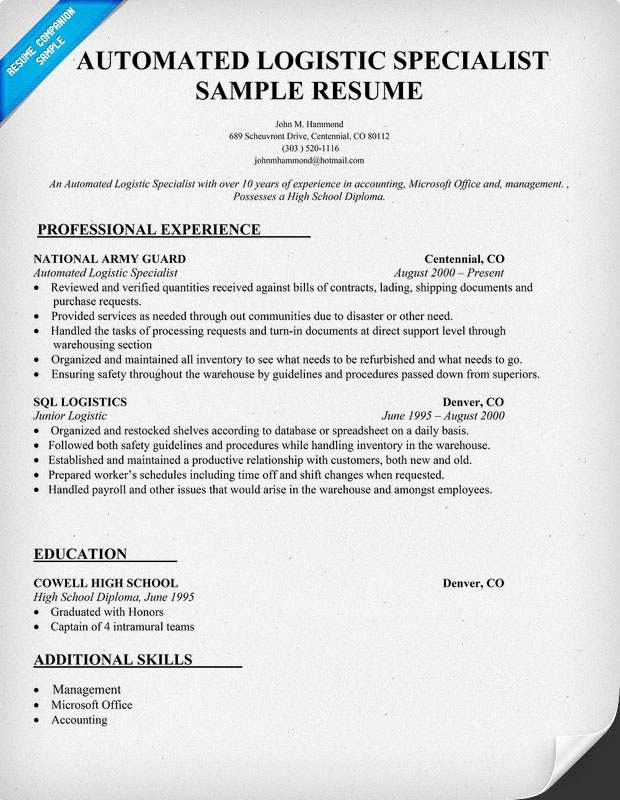 RESUME COMPANION
SAMPLE
AUTOMATED LOGISTIC SPECIALIST
SAMPLE RESUME
John M. Hammond
689 Scheuvront Drive, Centennial, CO 80112
(303 ) 520-1116
johnmhammond@hotmail.com
An Automated Logistic Specialist with over 10 years of experience in accounting, Microsoft Office and, management. ,
Possesses a High School Diploma.
PROFESSIONAL EXPERIENCE
NATIONAL ARMY GUARD Centennial, CO
Automated Logistic Specialist August 2000 – Present
• Reviewed and verified quantities received against bills of contracts, lading, shipping documents and
purchase requests.
• Provided services as needed through out communities due to disaster or other need.
• Handled the tasks of processing requests and turn-in documents at direct support level through
warehousing section
• Organized and maintained all inventory to see what needs to be refurbished and what needs to go.
• Ensuring safety throughout the warehouse by guidelines and procedures passed down from superiors.
SQL LOGISTICS Denver, CO
Junior Logistic June 1995 – August 2000
• Organized and restocked shelves according to database or spreadsheet on a daily basis.
• Followed both safety guidelines and procedures while handling inventory in the warehouse.
• Established and maintained a productive relationship with customers, both new and old.
• Prepared worker’s schedules including time off and shift changes when requested.
• Handled payroll and other issues that would arise in the warehouse and amongst employees.
EDUCATION
COWELL HIGH SCHOOL Denver, CO
High School Diploma, June 1995
• Graduated with Honors
• Captain of 4 intramural teams
ADDITIONAL SKILLS
• Management
• Microsoft Office
• Accounting